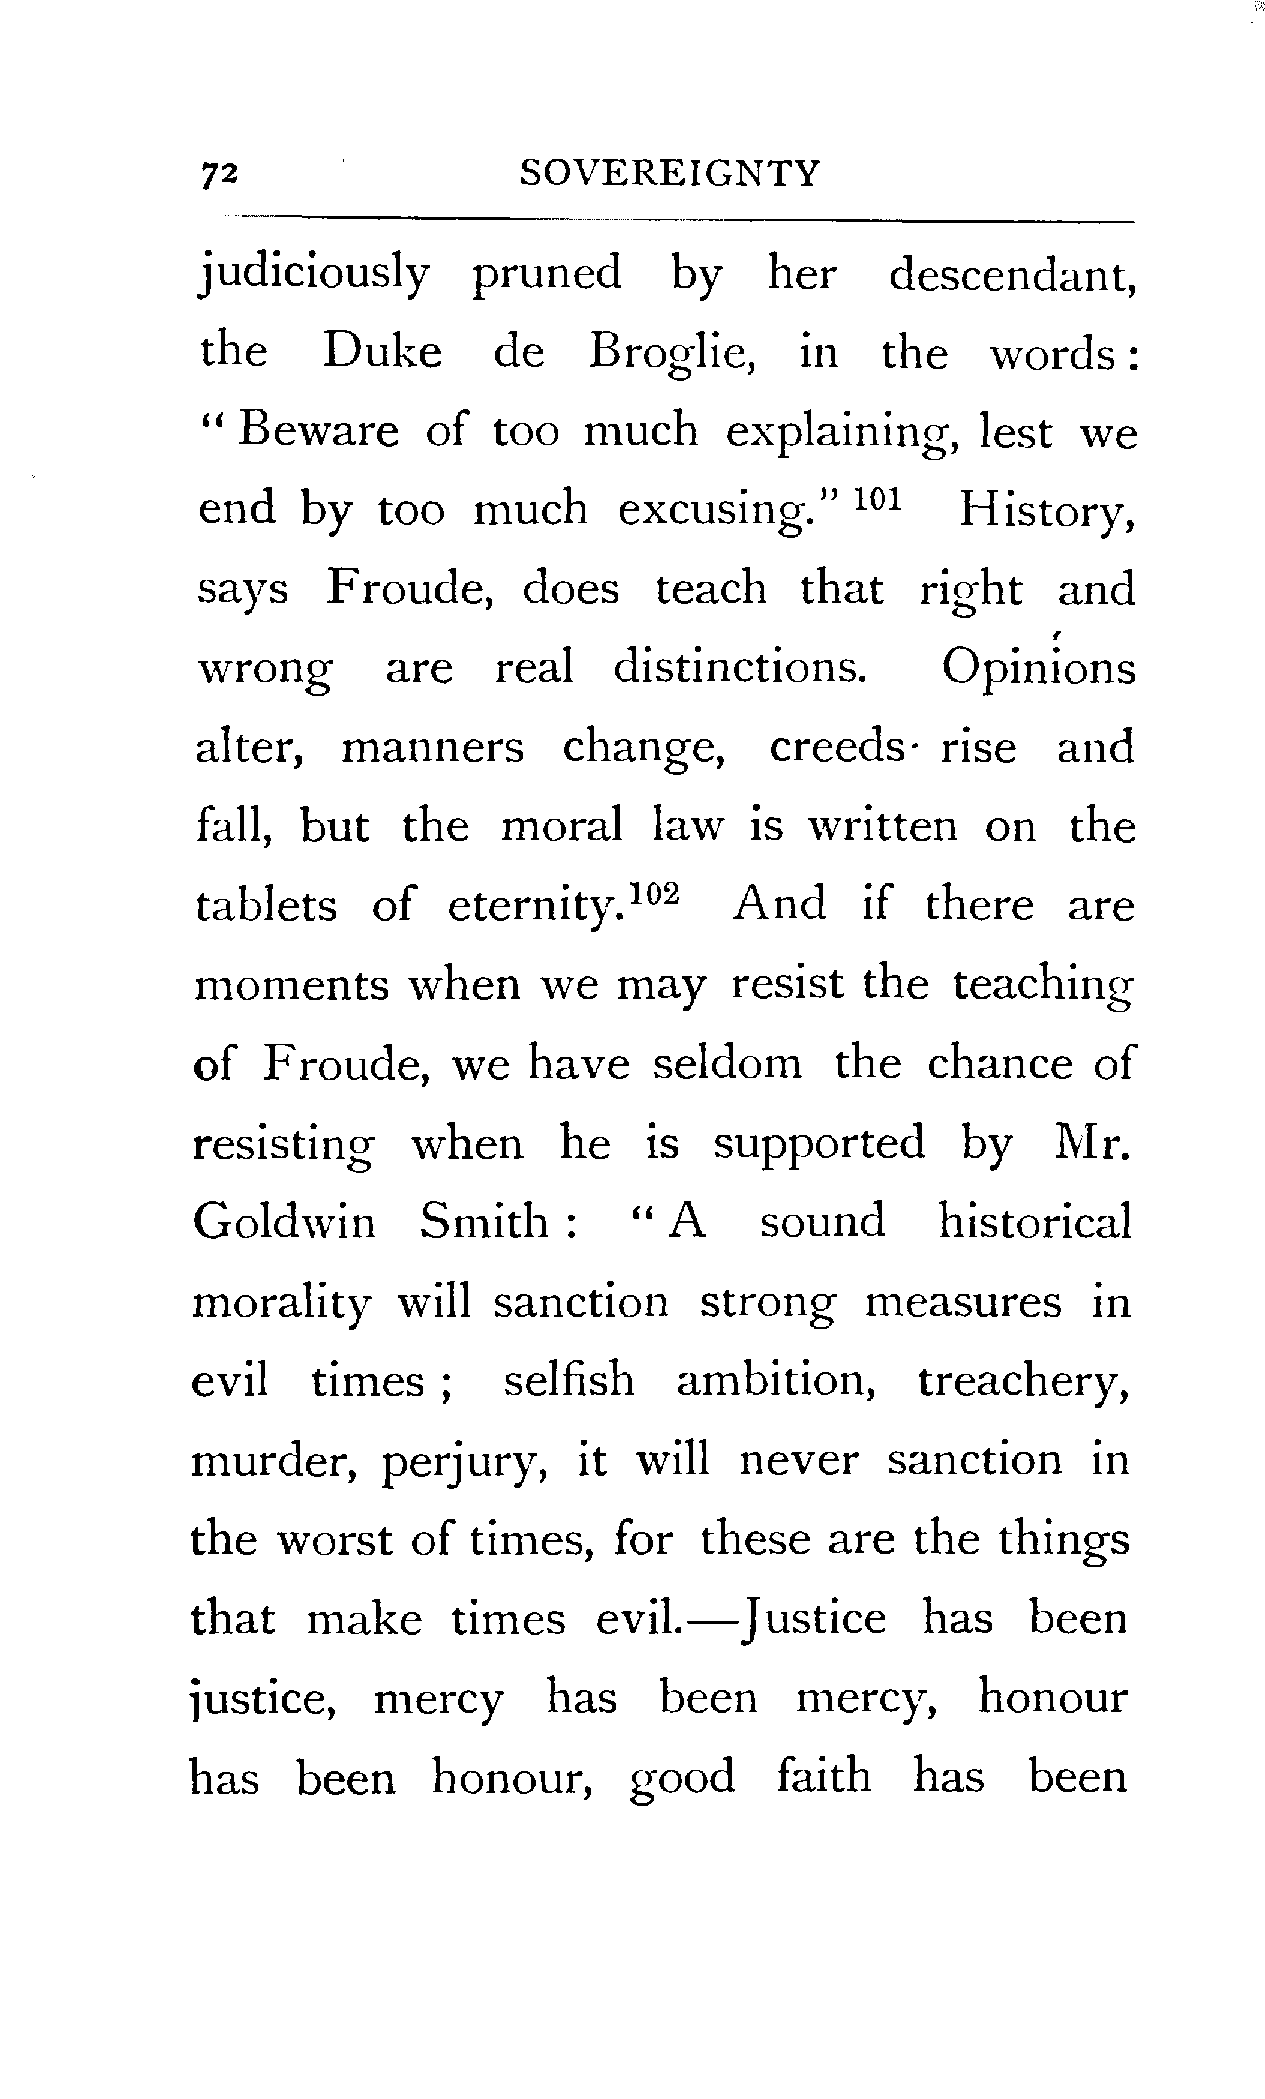 72 SOVEREIGNTY
judiciously pruned by her descendant,
the Duke de Broglie, in the words :
“ Beware of too much explaining, lest we
end by too much excusing.” 101 History,
says Froude, does teach that right and
wrong are real distinctions. Opinions
alter, manners change, creeds rise and
fall, but the moral law is written on the
tablets of eternity.102 And if there are
moments when we may resist the teaching
of Froude, we have seldom the chance of
resisting when he is supported by Mr.
Goldwin Smith : “ A sound historical
morality will sanction strong measures in
evil times ; selfish ambition, treachery,
murder, perjury, it will never sanction in
the worst of times, for these are the things
that make times evil.—Justice has been
justice, mercy has been mercy, honour
has been honour, good faith has been